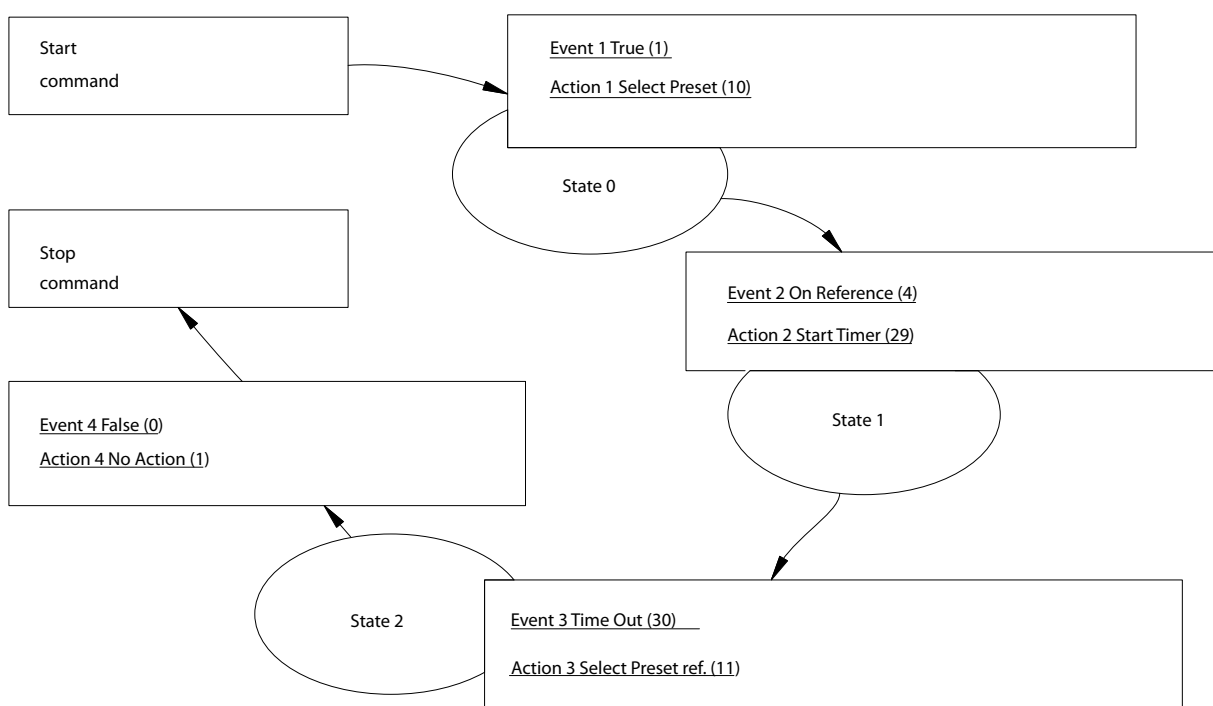 Start
command
Event 1 True (1)
Action 1 Select Preset (10)
State 0
Stop
command
Event 2 On Reference (4)
Action 2 Start Timer (29)
State 1
Event 4 False (0)
Action 4 No Action (1)
State 2
Event 3 Time Out (30)
Action 3 Select Preset ref. (11)